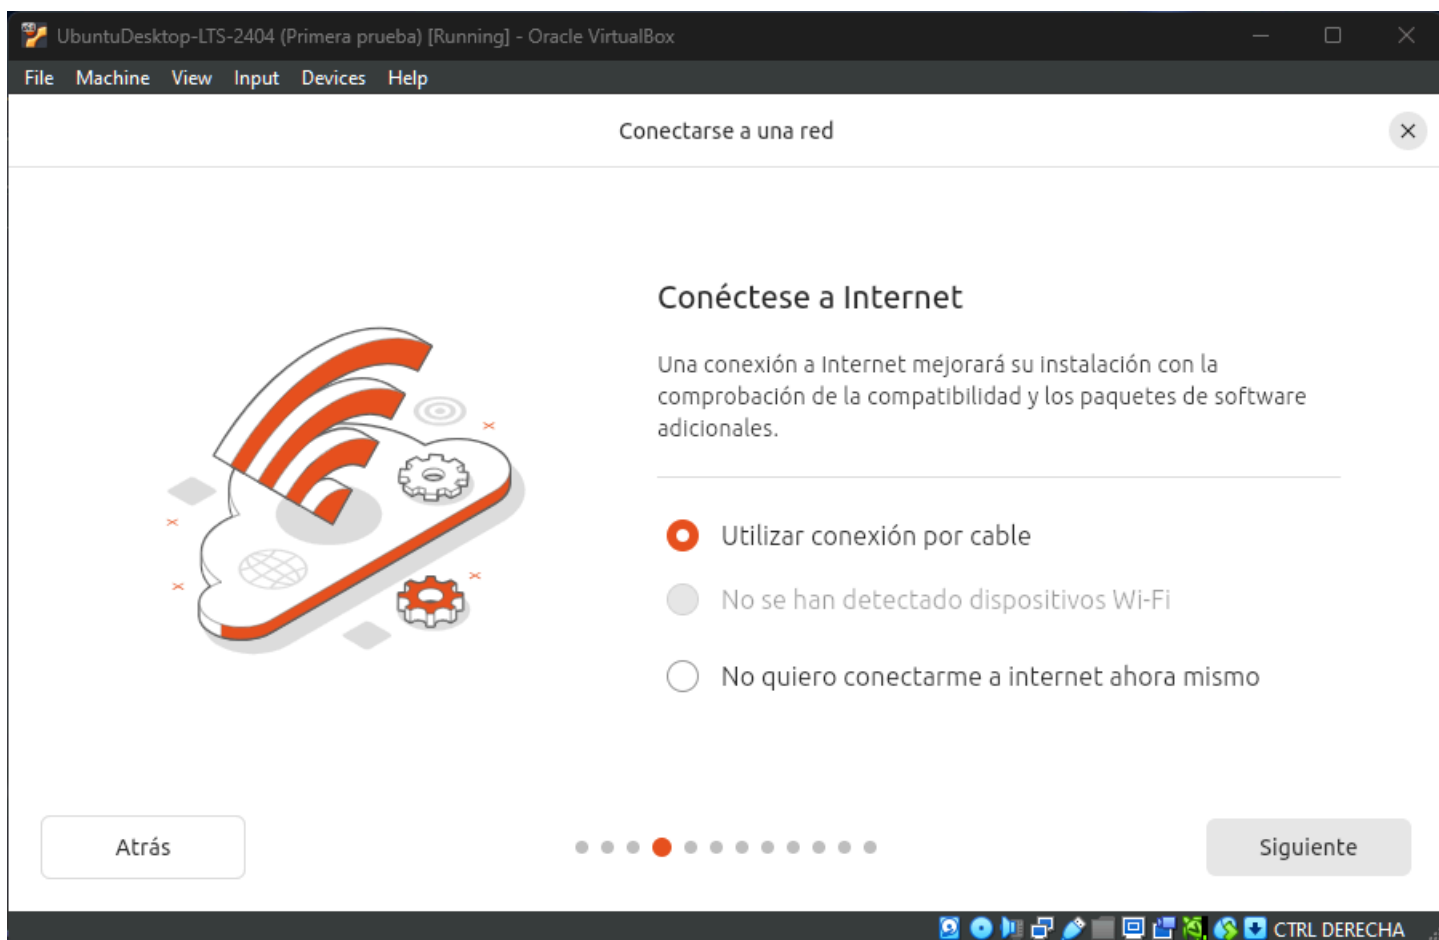 UbuntuDesktop-LTS-2404 (Primera prueba) [Running] - Oracle VirtualBox
File Machine View Input Devices Help
Conectarse a una red
Conéctese a Internet
Una conexión a Internet mejorará su instalación con la
comprobación de la compatibilidad y los paquetes de software
adicionales.
Utilizar conexión por cable
No se han detectado dispositivos Wi-Fi
No quiero conectarme a internet ahora mismo
Atrás
Siguiente
CTRL DERECHA